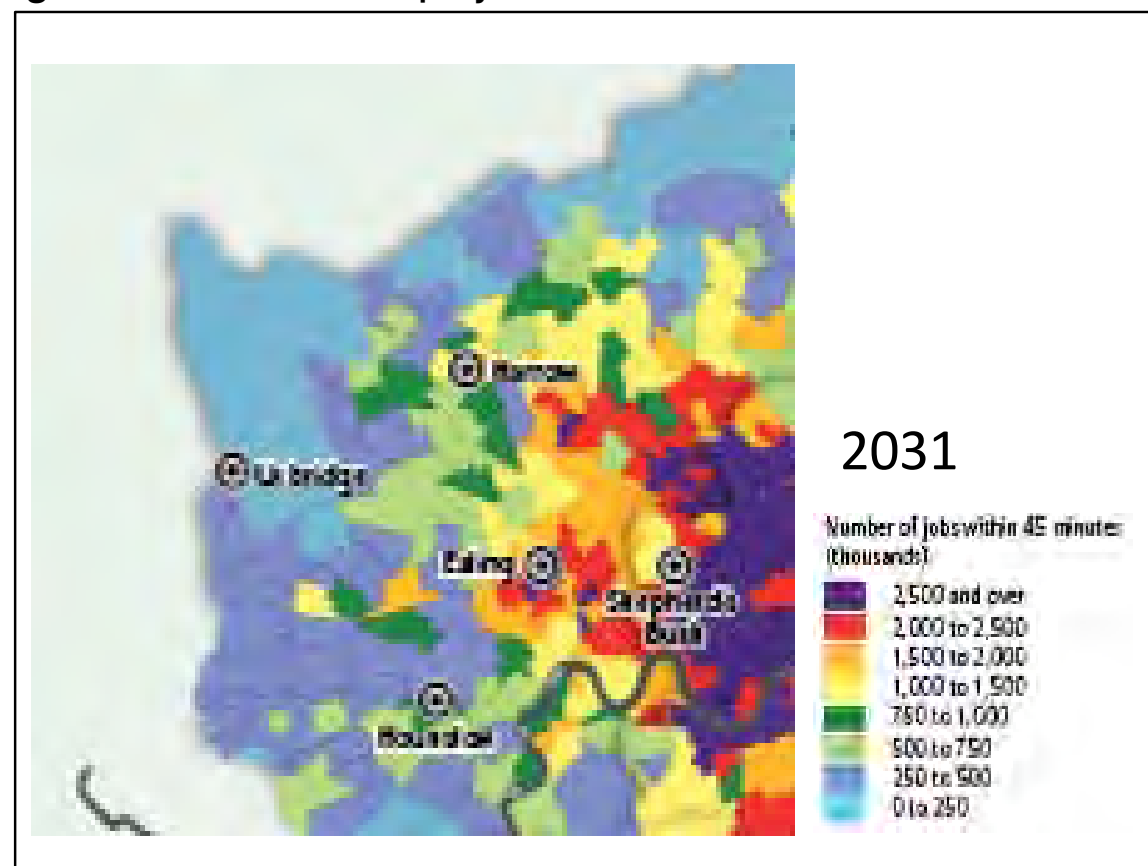 Harrow
Uxbridge
Ealing
Shepherds
Bush
Hounslow
2031
Number of jobs within 45 minutes
(thousands)
2,500 and over
2,000 to 2,500
1,500 to 2,000
1,000 to 1,500
750 to 1,000
500 to 750
250 to 500
0 to 250